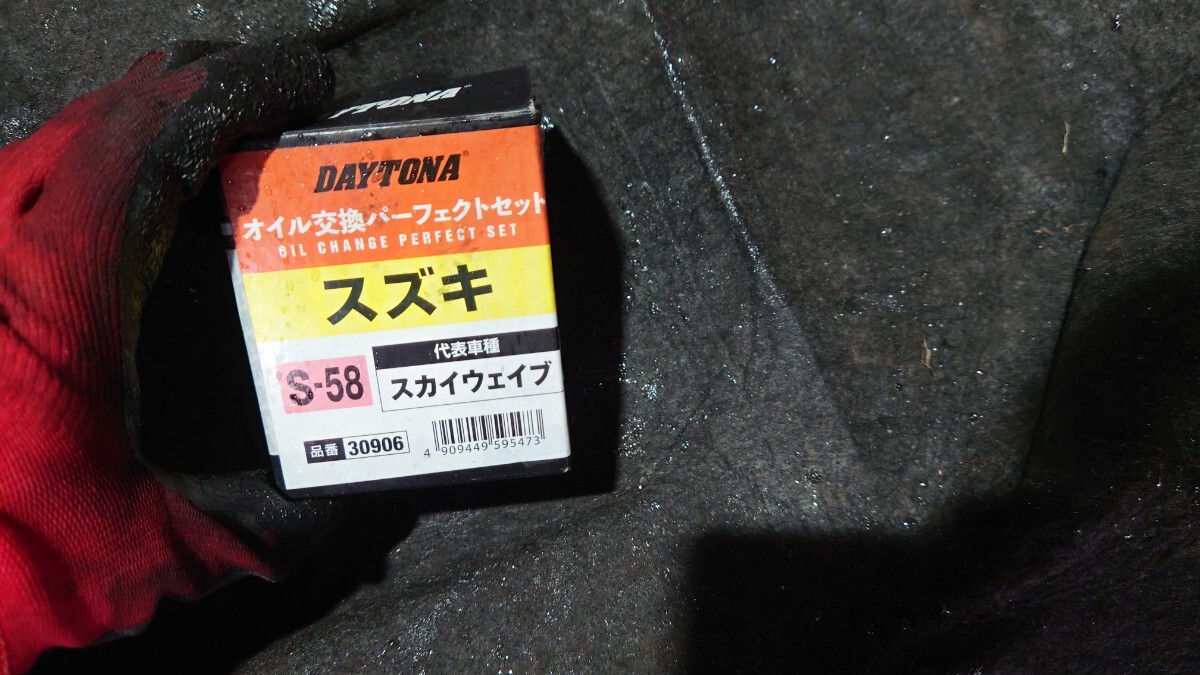 TONA
DAYTONA
オイル交換パーフェクトセット
OIL CHANGE PERFECT SET
スズキ
代表車種
S-58
スカイウェイブ
品番 30906
4 909449 595473